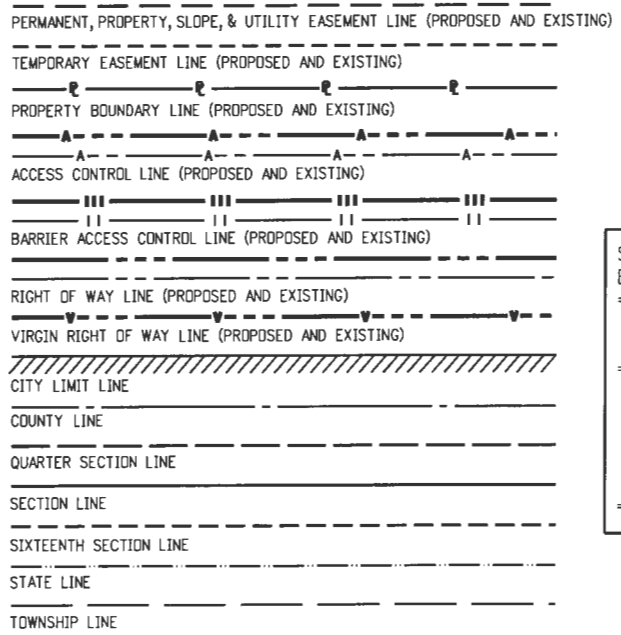 PERMANENT, PROPERTY, SLOPE, & UTILITY EASEMENT LINE (PROPOSED AND EXISTING)
TEMPORARY EASEMENT LINE (PROPOSED AND EXISTING)
PROPERTY BOUNDARY LINE (PROPOSED AND EXISTING)
A A A A
A A A A
ACCESS CONTROL LINE (PROPOSED AND EXISTING)
BARRIER ACCESS CONTROL LINE (PROPOSED AND EXISTING)
RIGHT OF WAY LINE (PROPOSED AND EXISTING)
V V V V
VIRGIN RIGHT OF WAY LINE (PROPOSED AND EXISTING)
CITY LIMIT LINE
COUNTY LINE
QUARTER SECTION LINE
SECTION LINE
SIXTEENTH SECTION LINE
STATE LINE
TOWNSHIP LINE